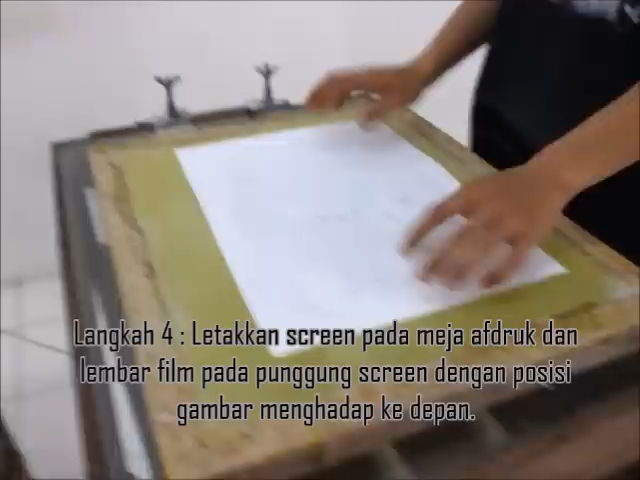 Langkah 4 : Letakkan screen pada meja afdruk dan
lembar film pada punggung screen dengan posisi
gambar menghadap ke depan.